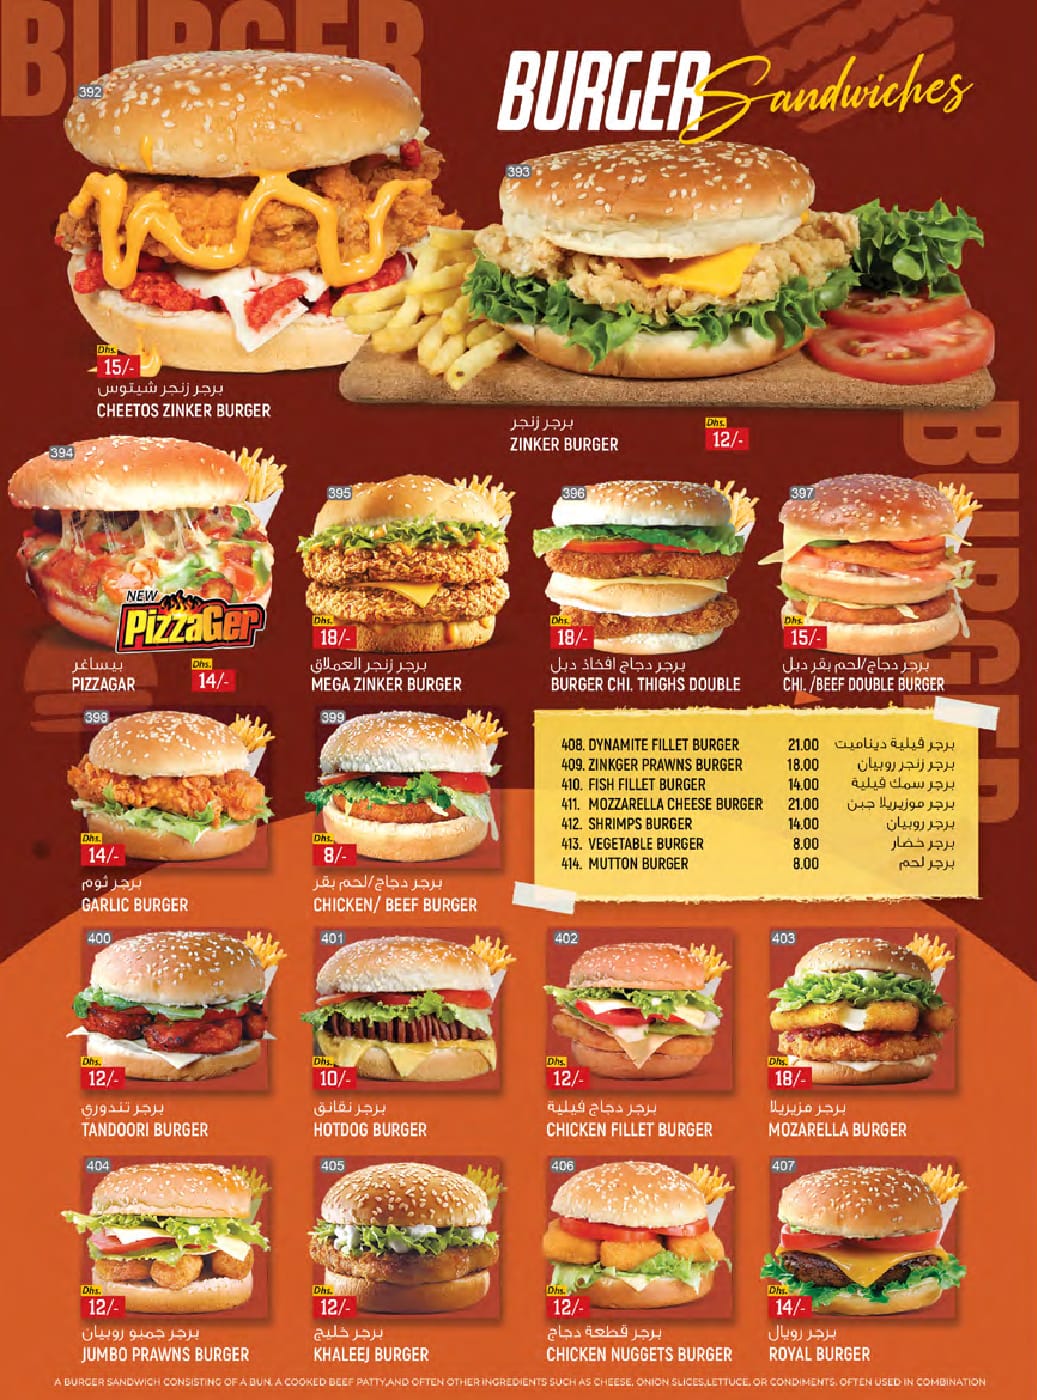 BURGER
BURGER Sandwiches
392
393
Dhs.
15/-
برجر زنجر شيتوس
CHEETOS ZINKER BURGER
برجر زنجر
ZINKER BURGER
Dhs.
12/-
BURGER
394
NEW
PizzaGer
بيساغر
PIZZAGAR
Dhs.
14/-
395
Dhs.
18/-
برجر زنجر العملاق
MEGA ZINKER BURGER
396
Dhs.
18/-
برجر دجاج افخاذ دبل
BURGER CHI. THIGHS DOUBLE
397
Dhs.
15/-
برجر دجاج/لحم بقر دبل
CHI. /BEEF DOUBLE BURGER
398
Dhs.
14/-
برجر ثوم
GARLIC BURGER
399
Dhs.
8/-
برجر دجاج/لحم بقر
CHICKEN/ BEEF BURGER
408. DYNAMITE FILLET BURGER 21.00 برجر فيلية ديناميت
409. ZINKGER PRAWNS BURGER 18.00 برجر زنجر روبيان
410. FISH FILLET BURGER 14.00 برجر سمك فيلية
411. MOZZARELLA CHEESE BURGER 21.00 برجر موزيريلا جبن
412. SHRIMPS BURGER 14.00 برجر روبيان
413. VEGETABLE BURGER 8.00 برجر خضار
414. MUTTON BURGER 8.00 برجر لحم
400
Dhs.
12/-
برجر تندوري
TANDOORI BURGER
401
Dhs.
10/-
برجر نقانق
HOTDOG BURGER
402
Dhs.
12/-
برجر دجاج فيلية
CHICKEN FILLET BURGER
403
18/-
برجر مزيريلا
MOZARELLA BURGER
404
Dhs.
12/-
برجر جمبو روبيان
JUMBO PRAWNS BURGER
405
Dhs.
12/-
برجر خليج
KHALEEJ BURGER
406
Dhs.
12/-
برجر قطعة دجاج
CHICKEN NUGGETS BURGER
407
Dhs.
14/-
برجر رويال
ROYAL BURGER
A BURGER SANDWICH CONSISTING OF A BUN, A COOKED BEEF PATTY,AND OFTEN OTHER INGREDIENTS SUCH AS CHEESE, ONION SLICES,LETTUCE, OR CONDIMENTS. OFTEN USED IN COMBINATION